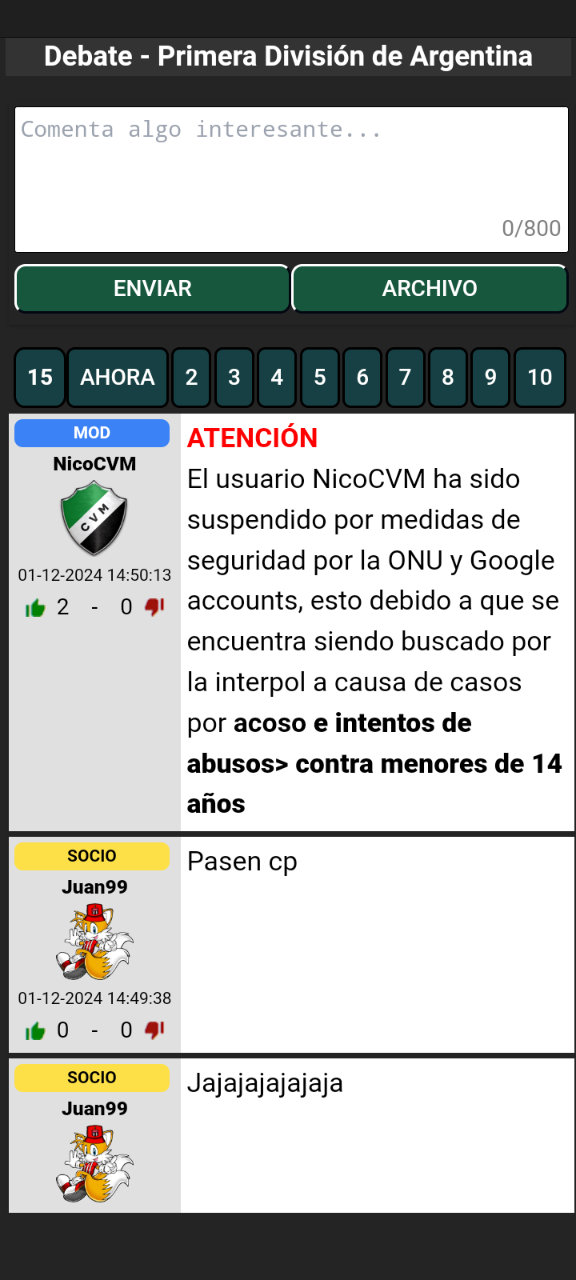 Debate - Primera División de Argentina
Comenta algo interesante...
0/800
ENVIAR ARCHIVO
15 AHORA 2 3 4 5 6 7 8 9 10
MOD
NicoCVM
CVM
01-12-2024 14:50:13
2 - 0
ATENCIÓN
El usuario NicoCVM ha sido
suspendido por medidas de
seguridad por la ONU y Google
accounts, esto debido a que se
encuentra siendo buscado por
la interpol a causa de casos
por acoso e intentos de
abusos> contra menores de 14
años
SOCIO
Juan99
01-12-2024 14:49:38
0 - 0
Pasen cp
SOCIO
Juan99
Jajajajajajaja